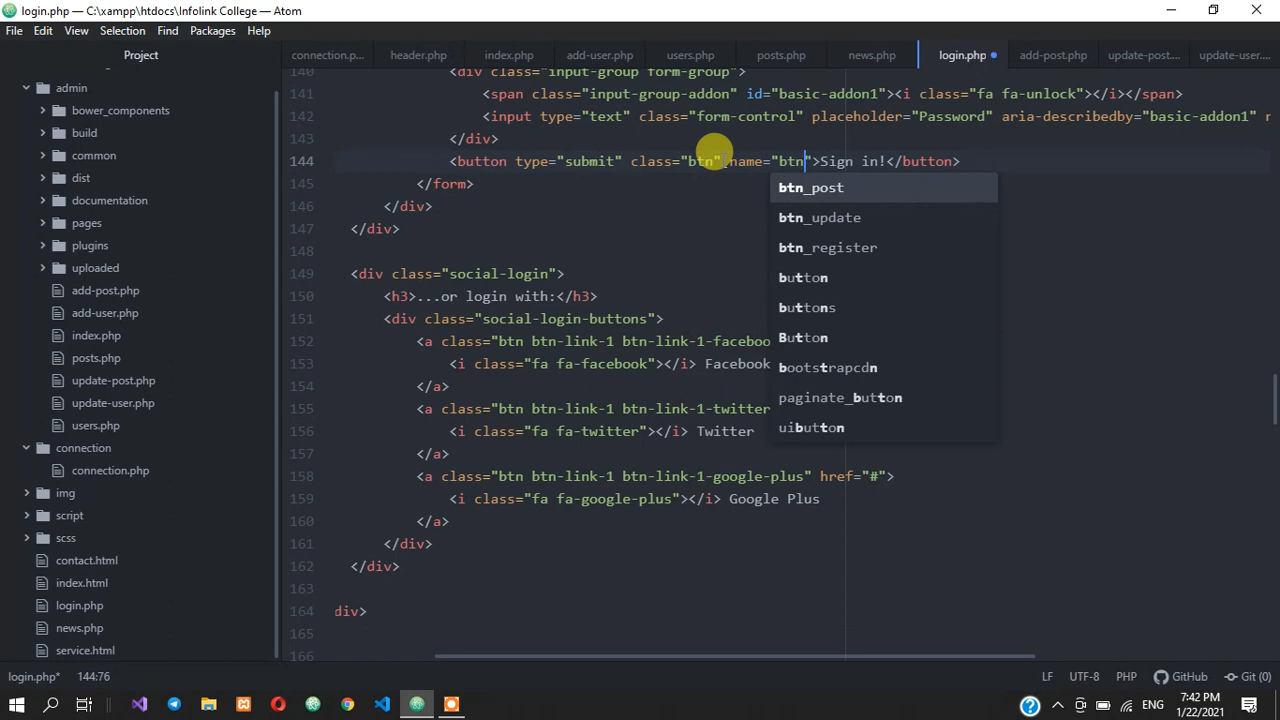 login.php — C:\xampp\htdocs\Infolink College — Atom
File Edit View Selection Find Packages Help
Project
connection.p... header.php index.php add-user.php users.php posts.php news.php login.php add-post.php update-post.... update-user....
admin
bower_components
build
common
dist
documentation
pages
plugins
uploaded
add-post.php
add-user.php
index.php
posts.php
update-post.php
update-user.php
users.php
connection
connection.php
img
script
scss
contact.html
index.html
login.php
news.php
service.html
140 <div class="input-group form-group">
141 <span class="input-group-addon" id="basic-addon1"><i class="fa fa-unlock"></i></span>
142 <input type="text" class="form-control" placeholder="Password" aria-describedby="basic-addon1" r
143 </div>
144 <button type="submit" class="btn" name="btn">Sign in!</button>
145 </form>
146 </div>
147 </div>
148
149 <div class="social-login">
150 <h3>...or login with:</h3>
151 <div class="social-login-buttons">
152 <a class="btn btn-link-1 btn-link-1-facebo
153 <i class="fa fa-facebook"></i> Facebook
154 </a>
155 <a class="btn btn-link-1 btn-link-1-twitter
156 <i class="fa fa-twitter"></i> Twitter
157 </a>
158 <a class="btn btn-link-1 btn-link-1-google-plus" href="#">
159 <i class="fa fa-google-plus"></i> Google Plus
160 </a>
161 </div>
162 </div>
163
164 div>
165
166
btn_post
btn_update
btn_register
button
buttons
Button
bootstrapcdn
paginate_button
uibutton
login.php* 144:76 LF UTF-8 PHP GitHub Git (0)
ENG 7:42 PM
1/22/2021